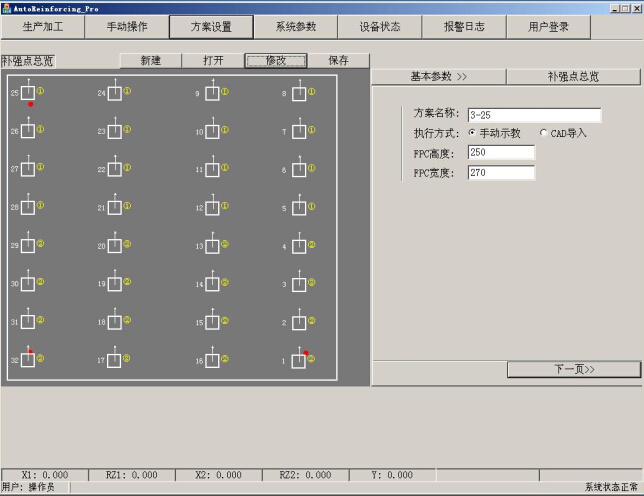 AutoReinforcing_Pro
生产加工 手动操作 方案设置 系统参数 设备状态 报警日志 用户登录
补强点总览 新建 打开 修改 保存
基本参数 >> 补强点总览
25 ① 24 ① 9 ① 8 ①
26 ① 23 ① 10 ① 7 ①
27 ① 22 ① 11 ① 6 ①
28 ① 21 ① 12 ① 5 ①
29 ② 20 ② 13 ② 4 ②
30 ② 19 ② 14 ② 3 ②
31 ② 18 ② 15 ② 2 ②
32 ② 17 ② 16 ② 1 ②
方案名称: 3-25
执行方式: 手动示教 CAD导入
FPC高度: 250
FPC宽度: 270
下一页>>
X1: 0.000 RZ1: 0.000 X2: 0.000 RZ2: 0.000 Y: 0.000
用户: 操作员 系统状态正常